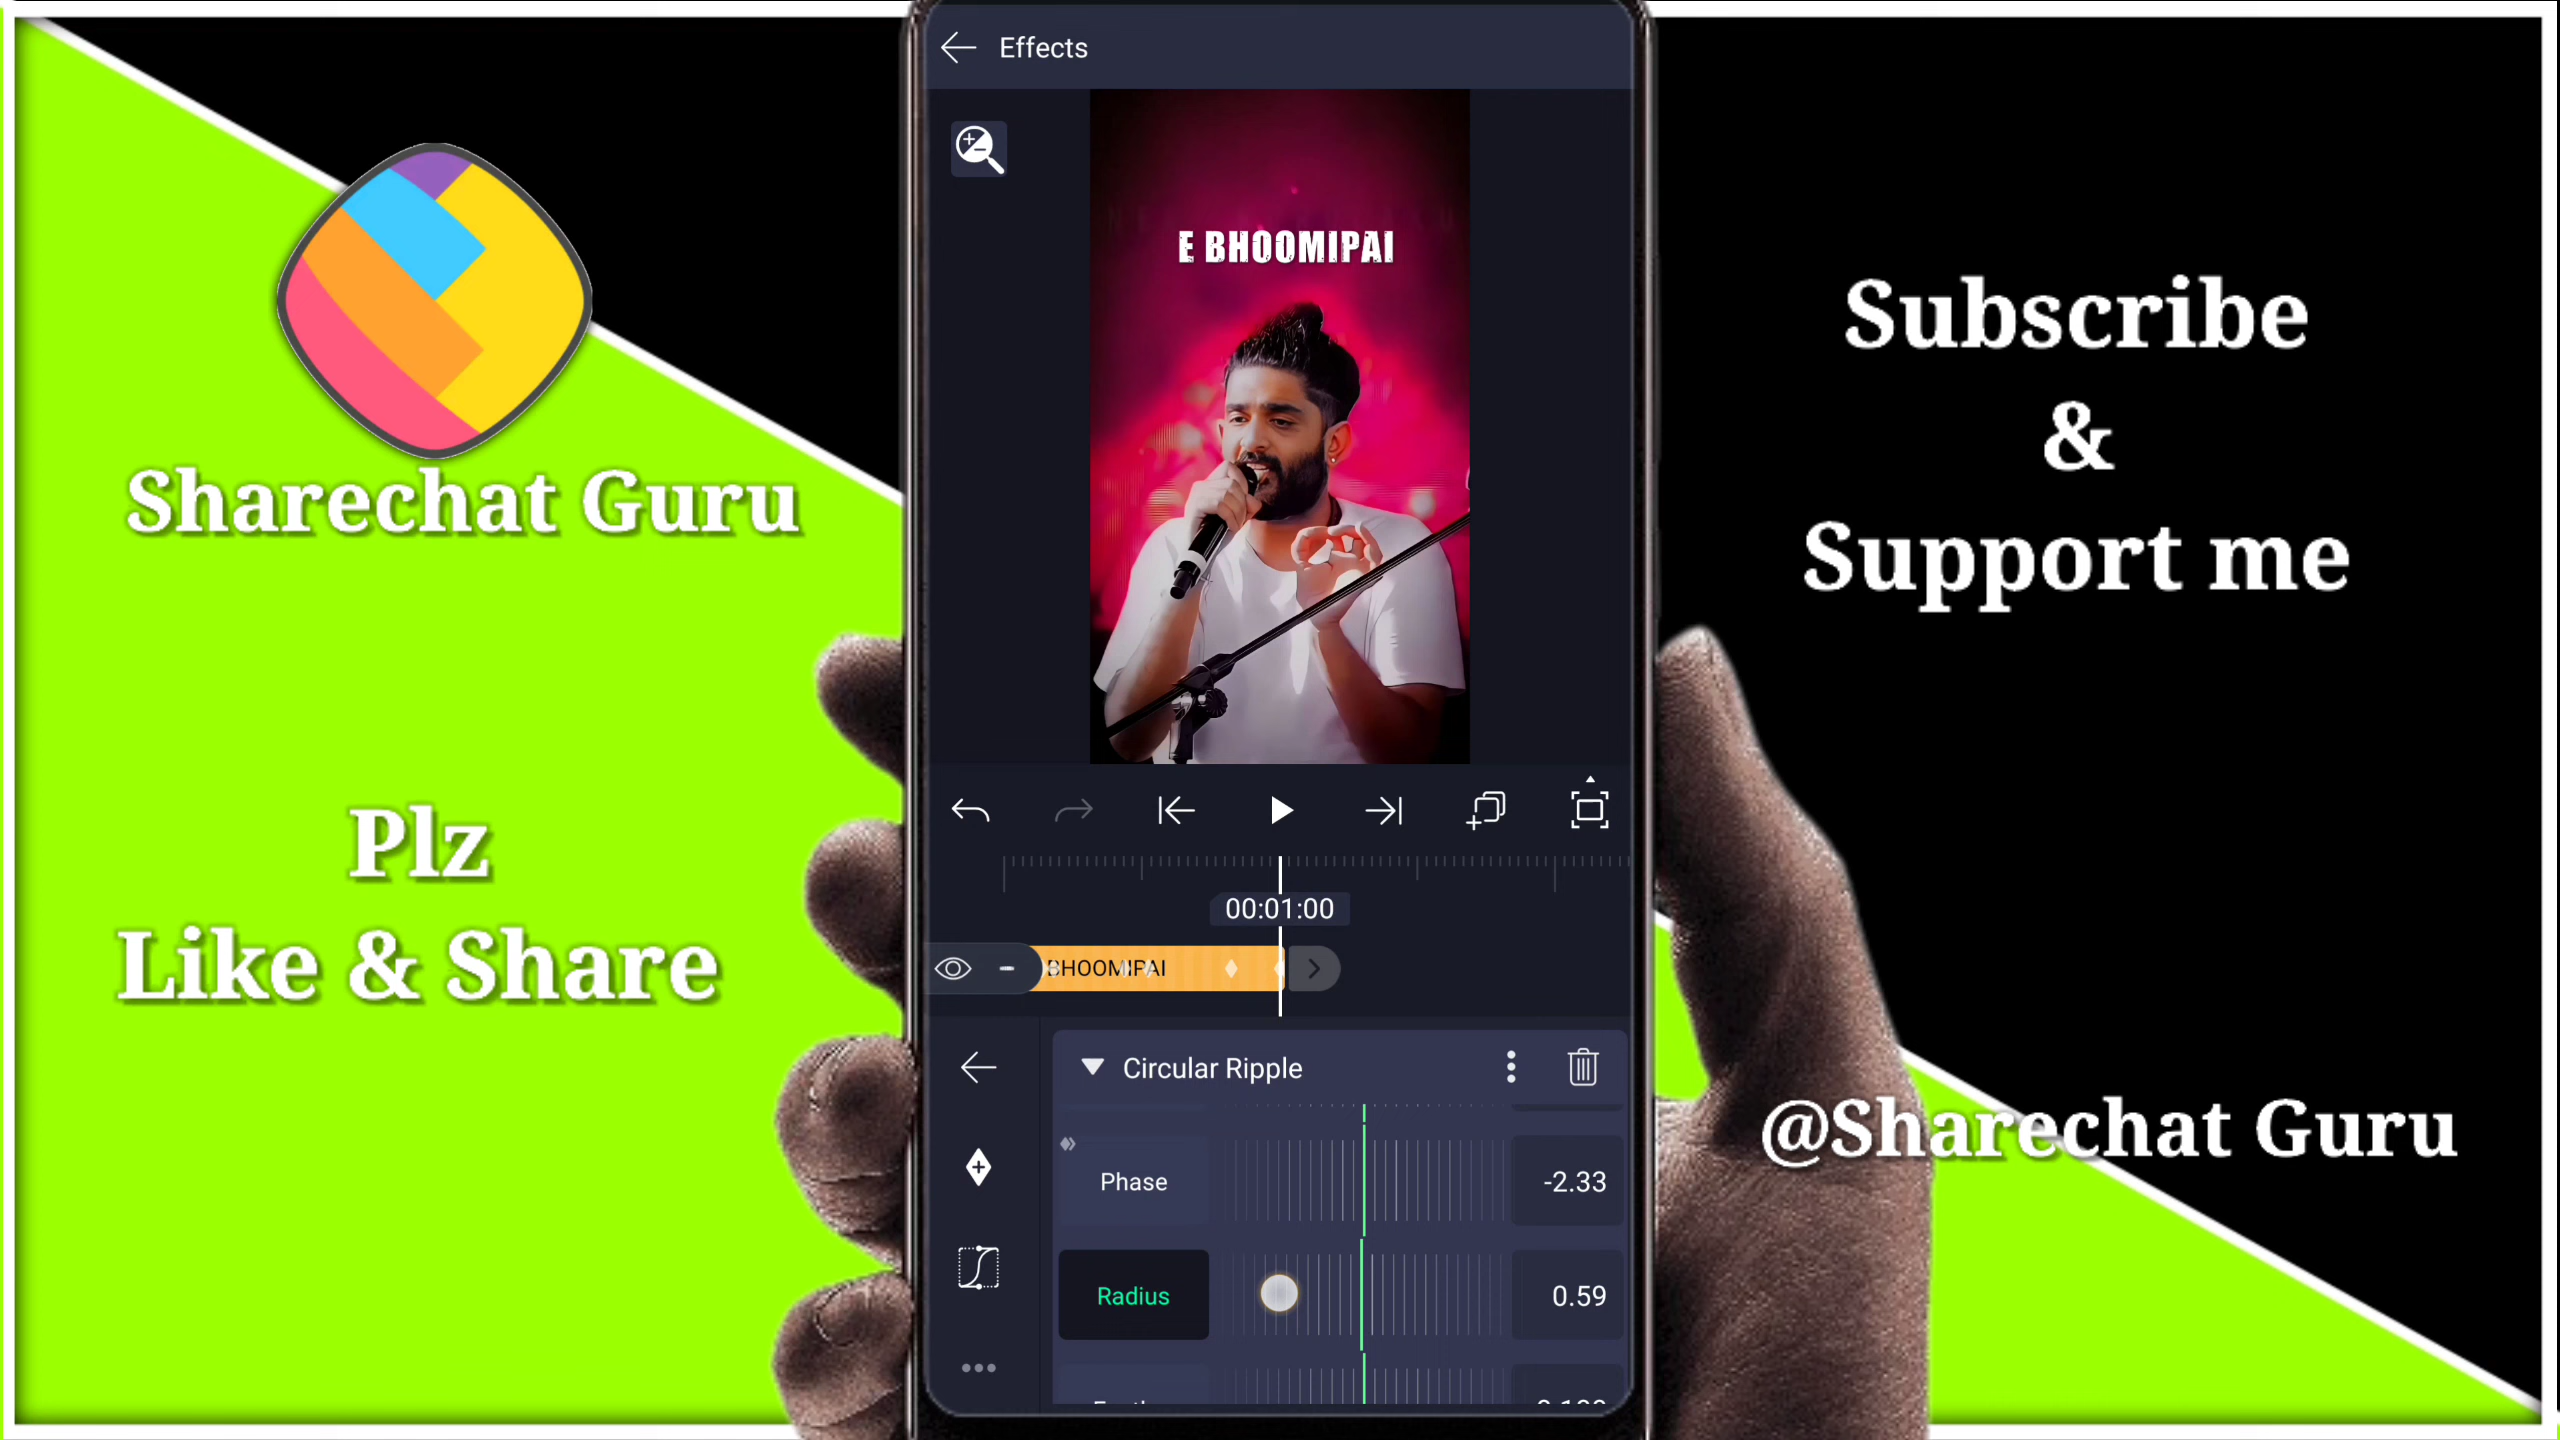 Effects
E BHOOMIPAI
Sharechat Guru
Plz
Like & Share
Subscribe
&
Support me
@Sharechat Guru
00:01:00
BHOOMIPAI
Circular Ripple
Phase
-2.33
Radius
0.59